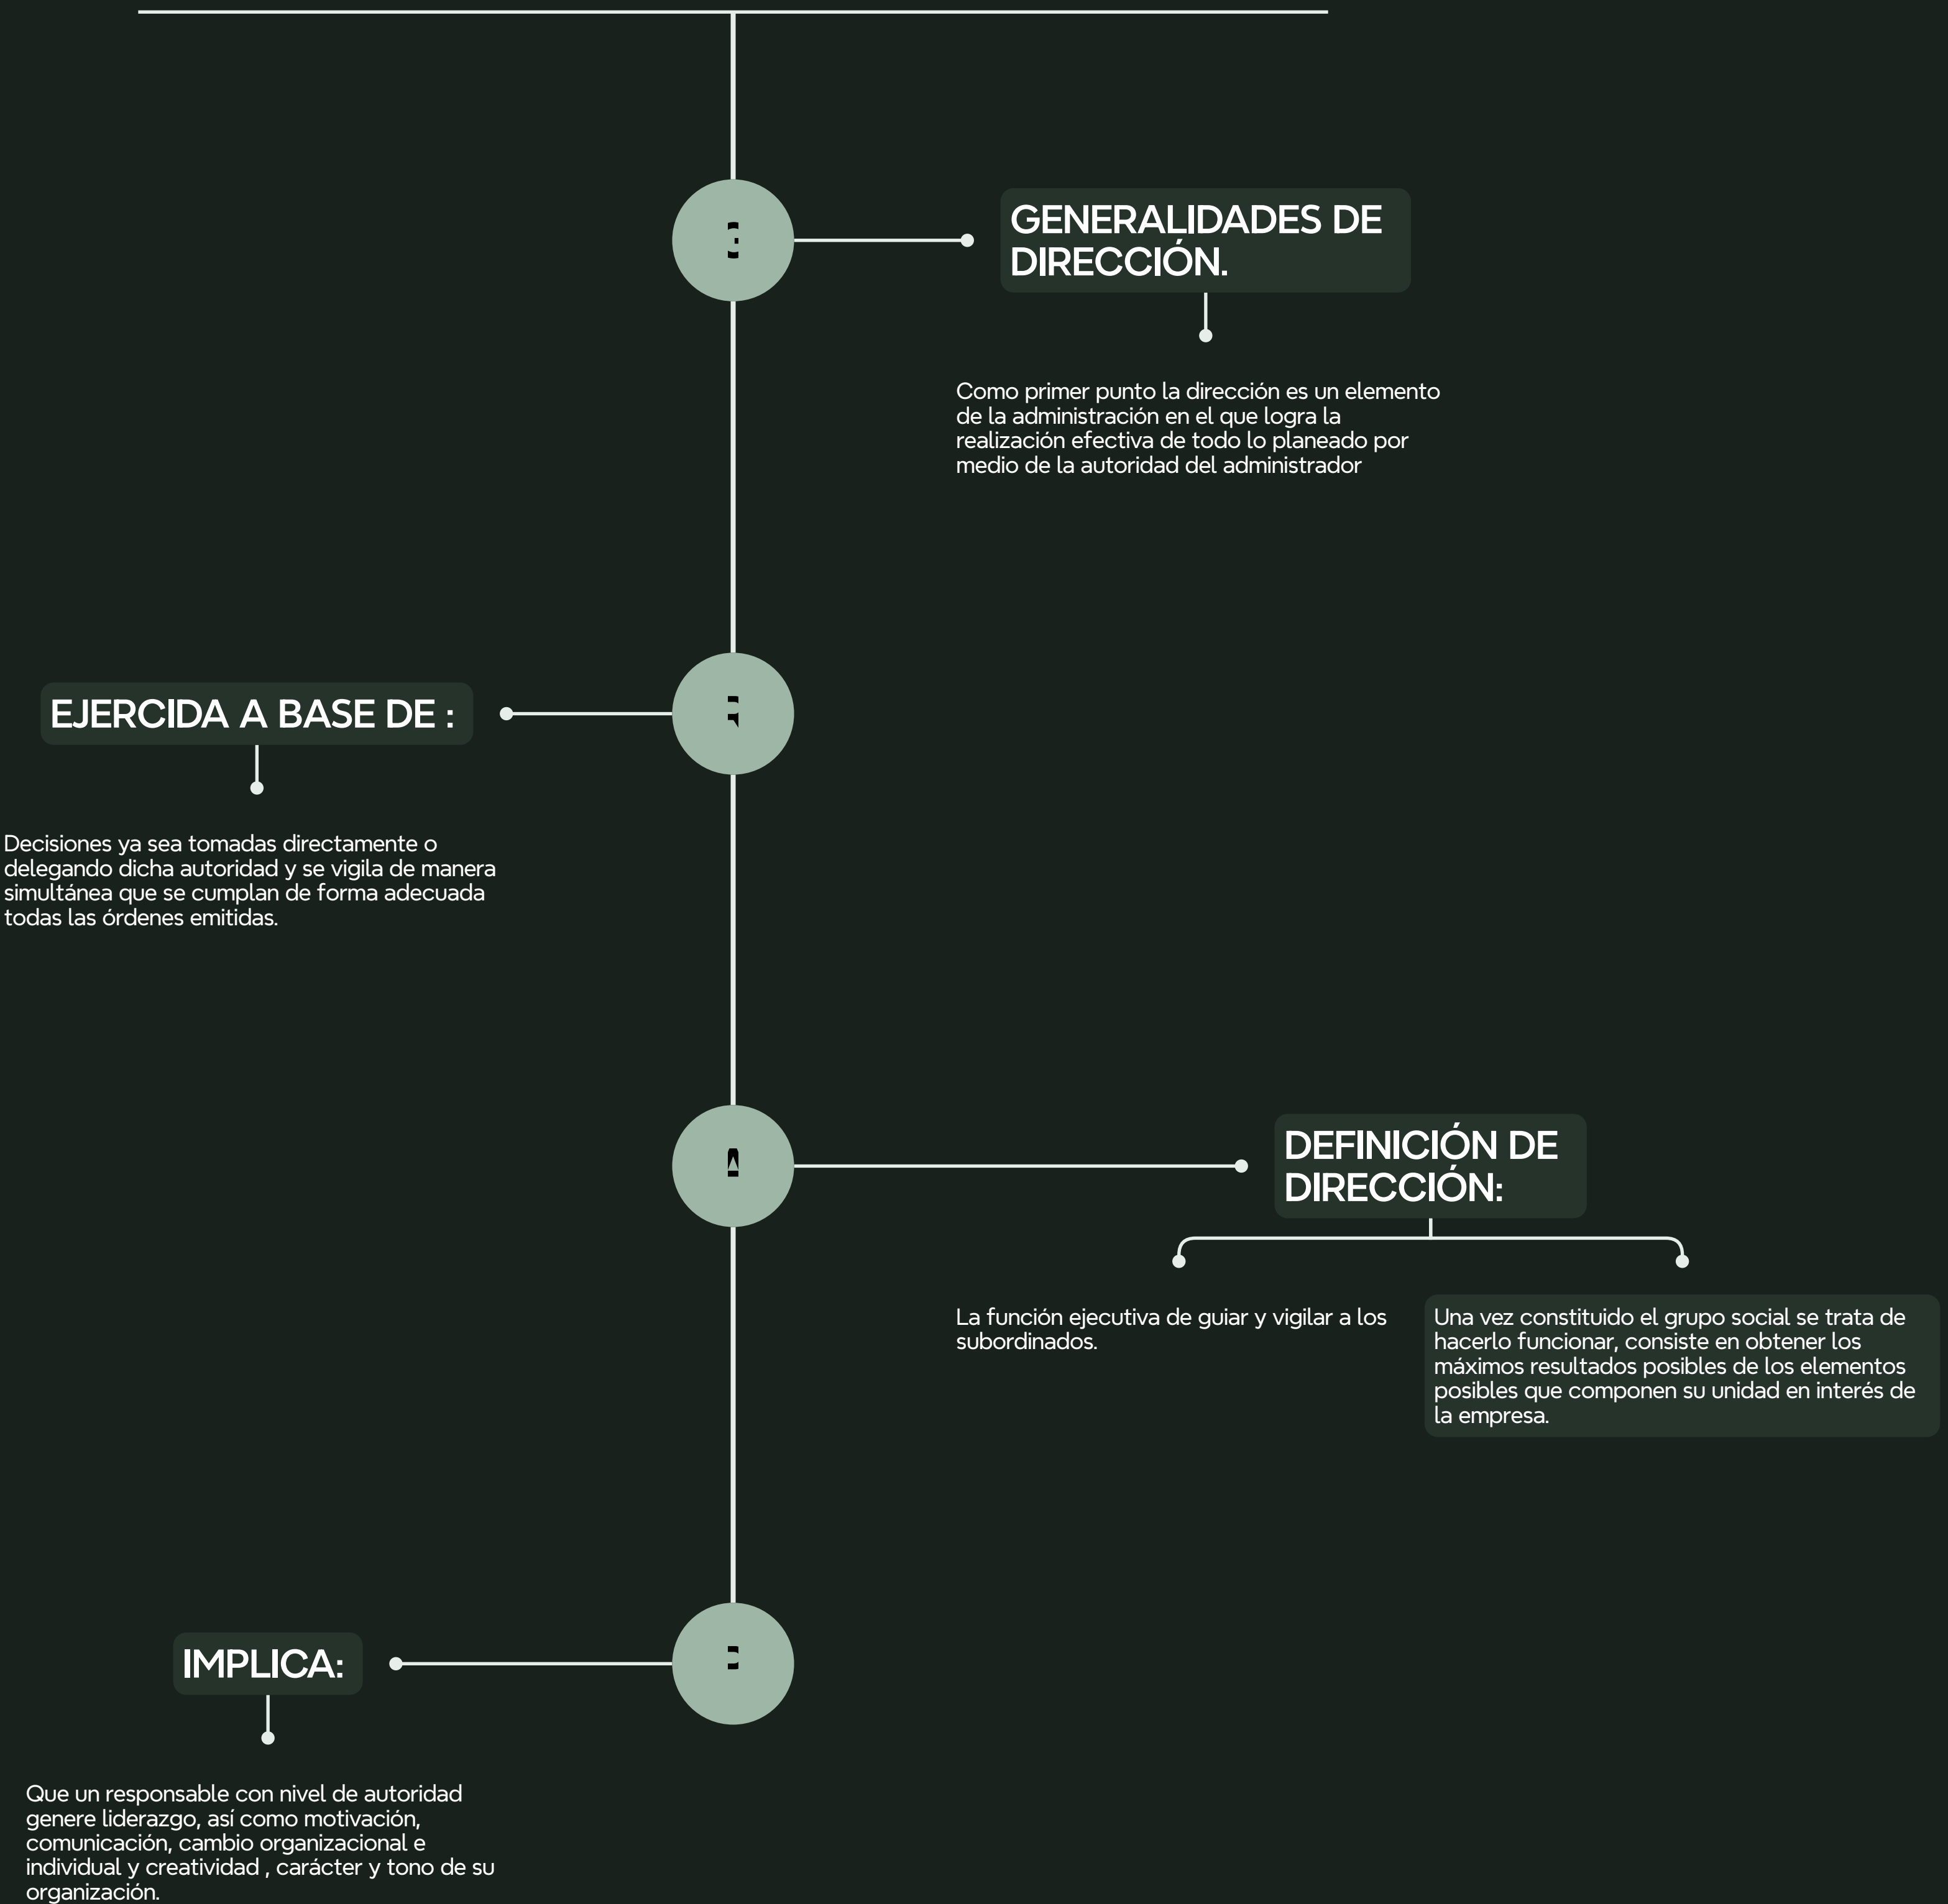 GENERALIDADES DE
DIRECCIÓN.
Como primer punto la dirección es un elemento
de la administración en el que logra la
realización efectiva de todo lo planeado por
medio de la autoridad del administrador
EJERCIDA A BASE DE :
Decisiones ya sea tomadas directamente o
delegando dicha autoridad y se vigila de manera
simultánea que se cumplan de forma adecuada
todas las órdenes emitidas.
DEFINICIÓN DE
DIRECCIÓN:
La función ejecutiva de guiar y vigilar a los
subordinados.
Una vez constituido el grupo social se trata de
hacerlo funcionar, consiste en obtener los
máximos resultados posibles de los elementos
posibles que componen su unidad en interés de
la empresa.
IMPLICA:
Que un responsable con nivel de autoridad
genere liderazgo, así como motivación,
comunicación, cambio organizacional e
individual y creatividad , carácter y tono de su
organización.